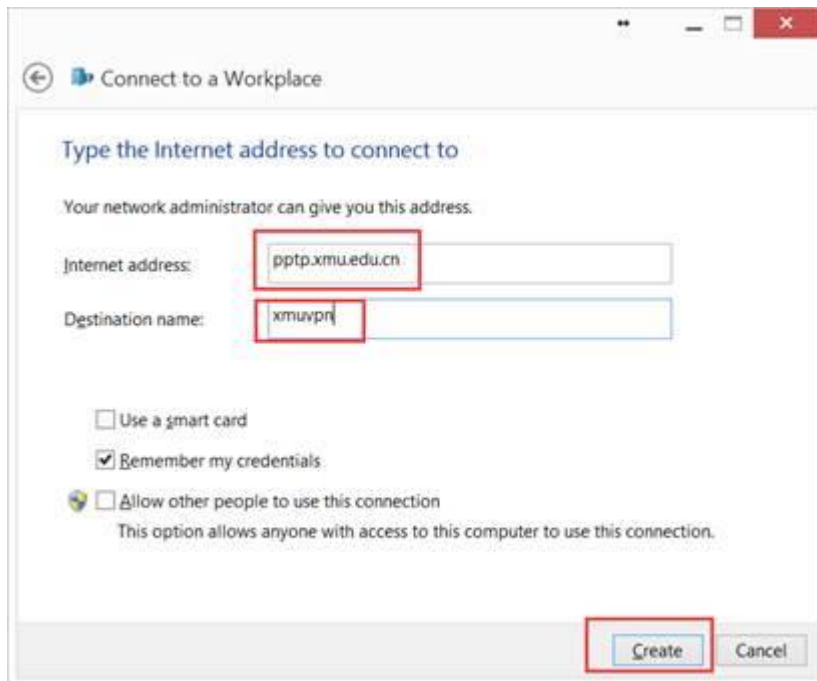 Connect to a Workplace
Type the Internet address to connect to
Your network administrator can give you this address.
Internet address: pptp.xmu.edu.cn
Destination name: xmuvpn
Use a smart card
Remember my credentials
Allow other people to use this connection
This option allows anyone with access to this computer to use this connection.
Create Cancel